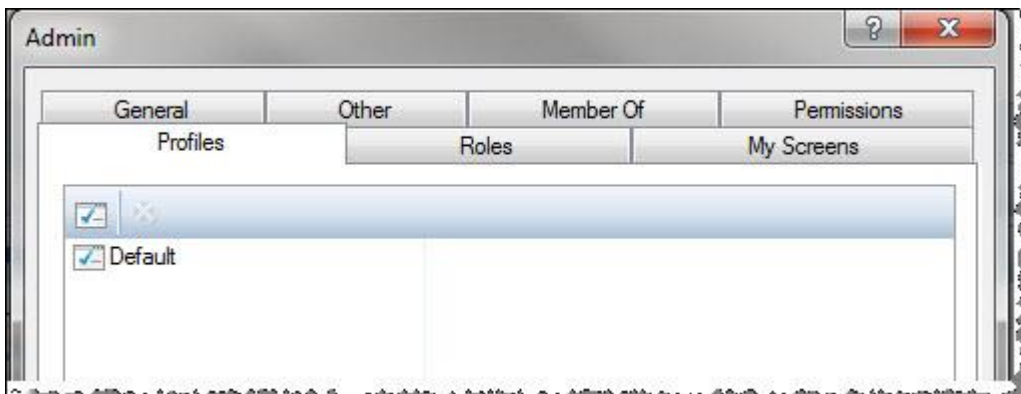 Admin
General Other Member Of Permissions
Profiles Roles My Screens
Default